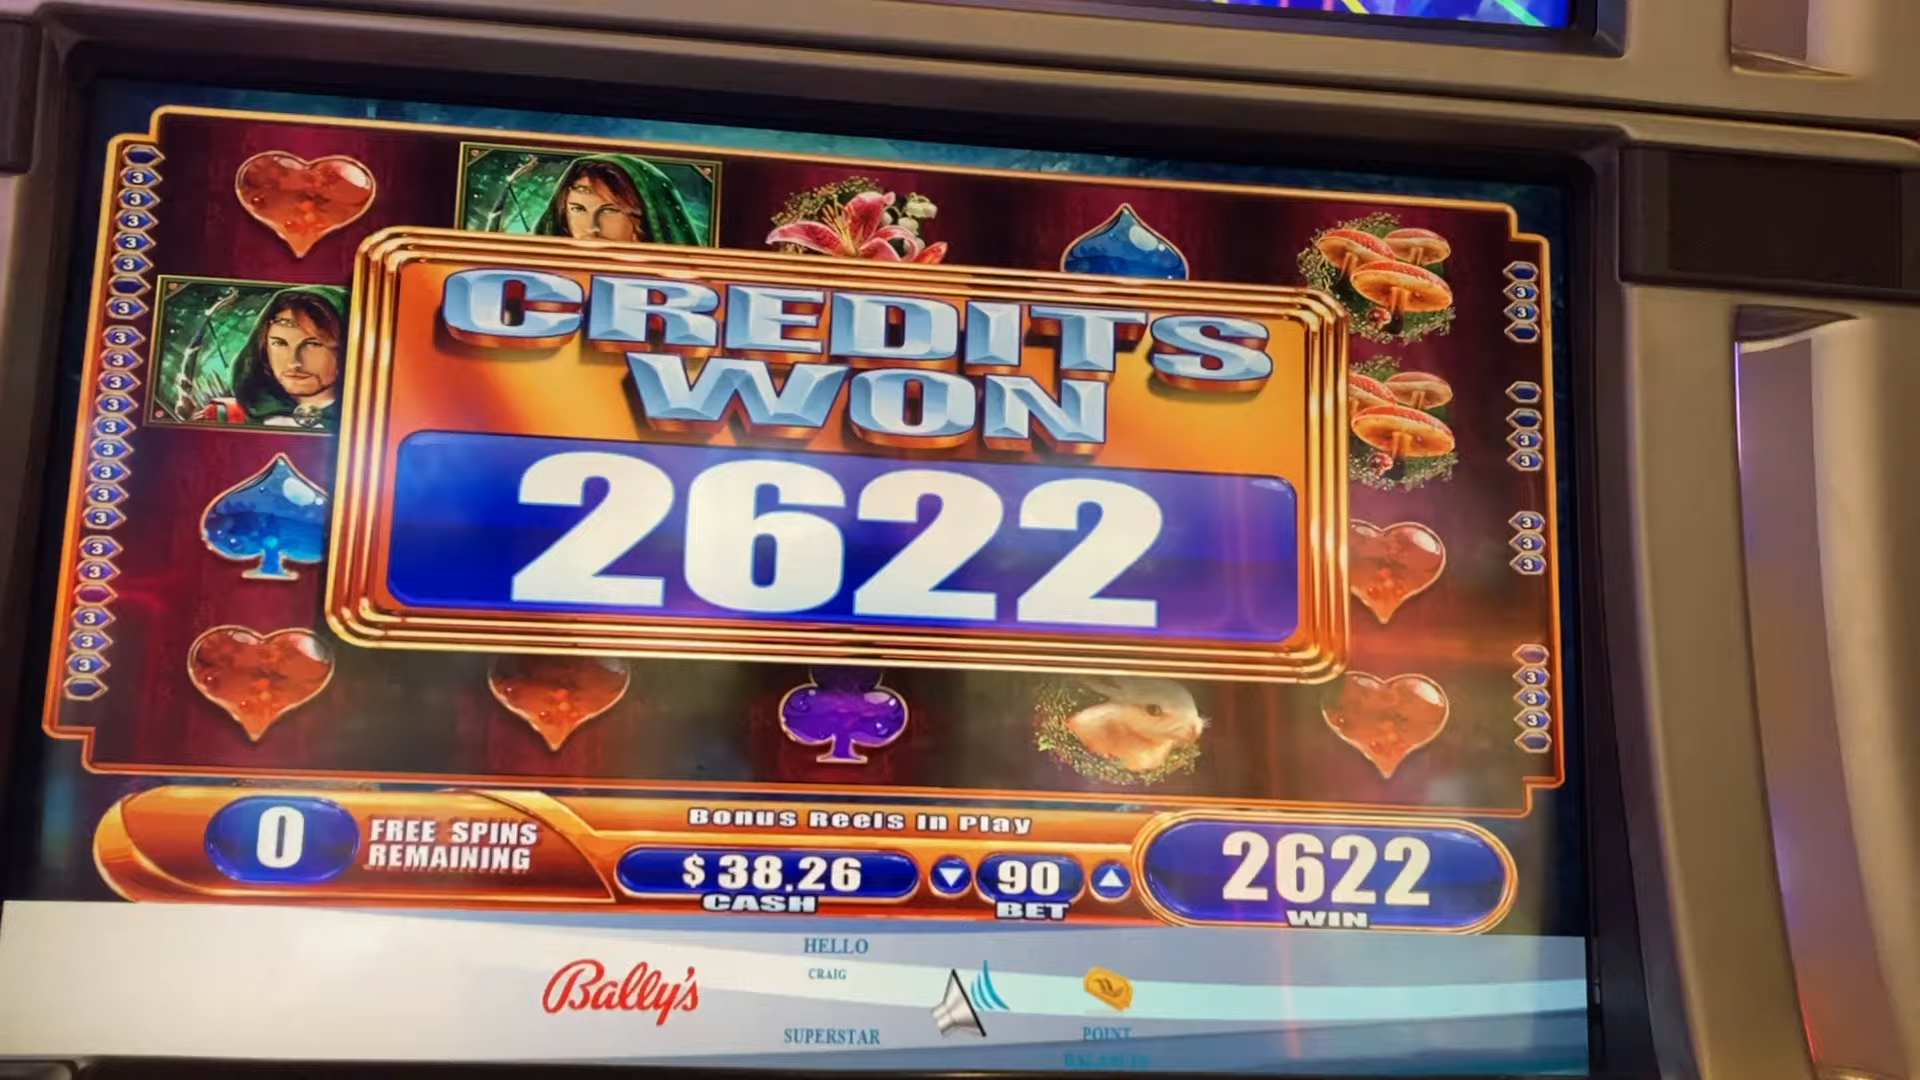 CREDITS
WON
2622
0
FREE SPINS
REMAINING
Bonus Reels In Play
$38.26
CASH
90
BET
2622
WIN
Bally's
HELLO
CRAIG
SUPERSTAR
POINT